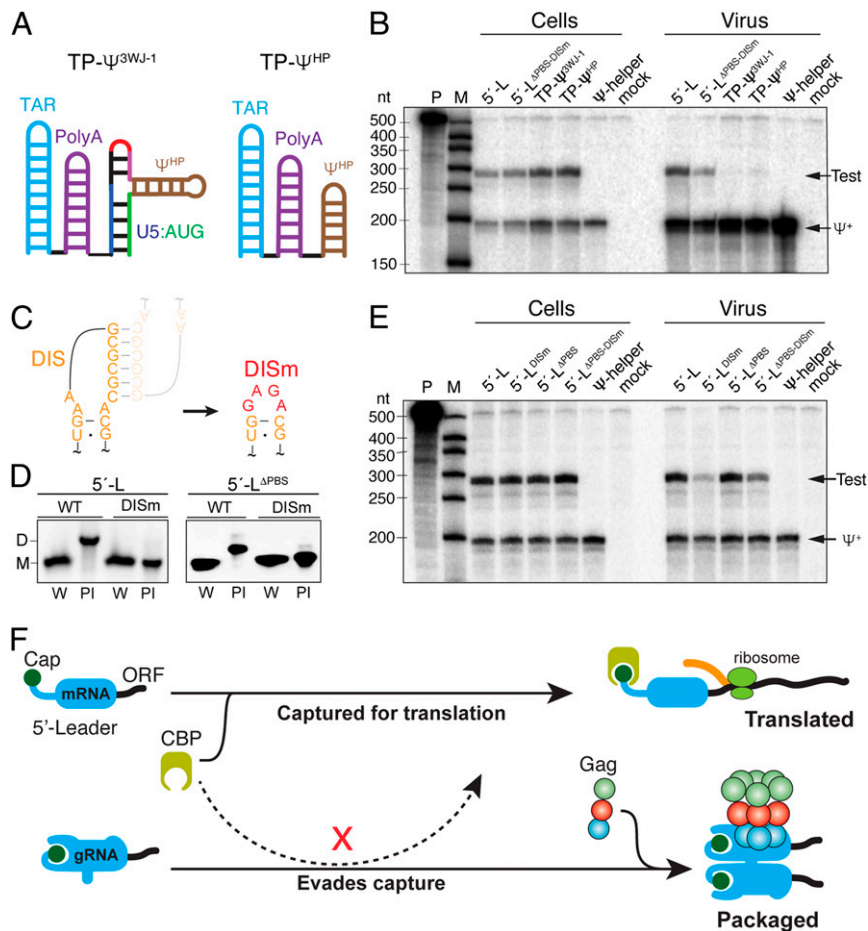 A
TP-Ψ3WJ-1
TP-ΨHP
TAR
PolyA
ΨHP
U5:AUG
TAR
PolyA
ΨHP
B
Cells
Virus
nt
P
M
5´-L
5´-LΔPBS-DISm
TP-Ψ3WJ-1
TP-ΨHP
Ψ-helper
mock
5´-L
5´-LΔPBS-DISm
TP-Ψ3WJ-1
TP-ΨHP
Ψ-helper
mock
500
400
300
250
200
150
Test
Ψ+
C
DIS
G
C
G
C
G
C
A
A
G
U
A
C
G
DISm
G
A
A
G
A
G
G
U
C
G
D
5´-L
5´-LΔPBS
WT
DISm
WT
DISm
D
M
W
PI
W
PI
W
PI
W
PI
E
Cells
Virus
nt
P
M
5´-L
5´-LDISm
5´-LΔPBS
5´-LΔPBS-DISm
Ψ-helper
mock
5´-L
5´-LDISm
5´-LΔPBS
5´-LΔPBS-DISm
Ψ-helper
mock
500
400
350
300
250
200
Test
Ψ+
F
Cap
mRNA
ORF
5'-Leader
CBP
Captured for translation
ribosome
Translated
gRNA
X
Evades capture
Gag
Packaged